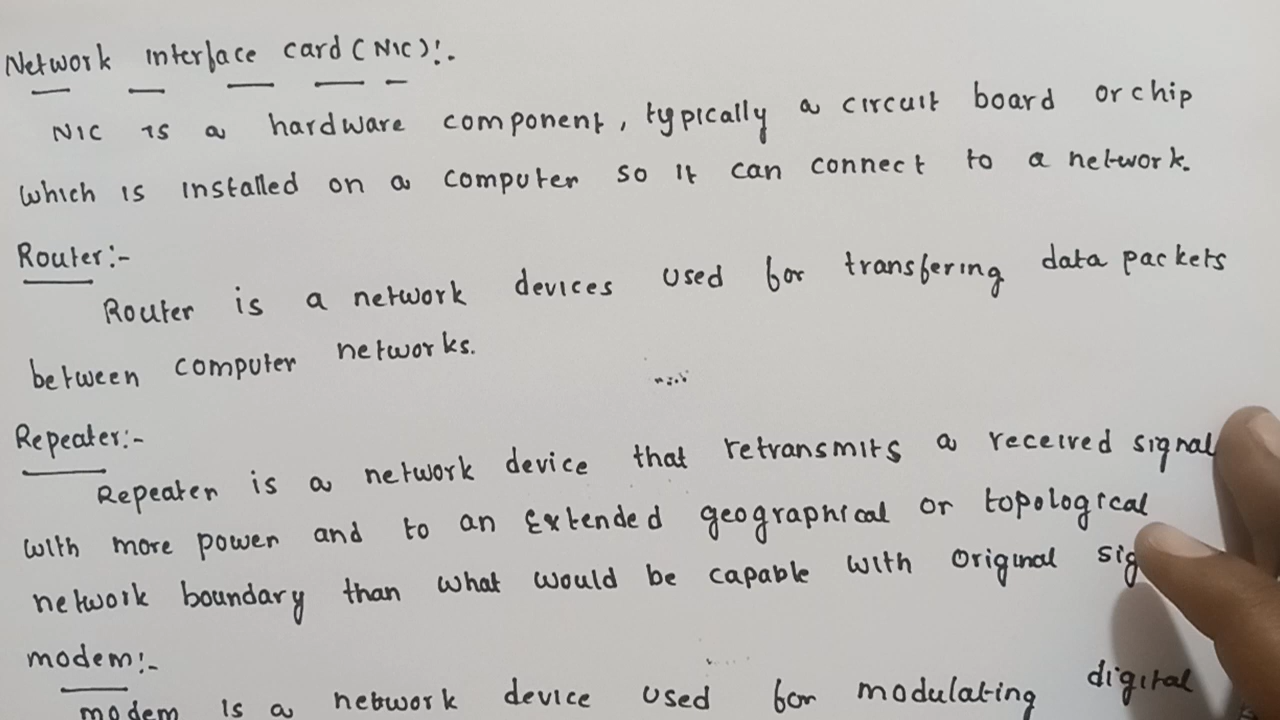 Network Interface card (NIC):-
NIC is a hardware component, typically a circuit board or chip
which is installed on a computer so it can connect to a network.
Router:-
Router is a network devices used for transfering data packets
between computer networks.
Repeater:-
Repeater is a network device that retransmits a received signal
with more power and to an Extended geographical or topological
network boundary than what would be capable with original
modem:-
modem is a network device used for modulating digital